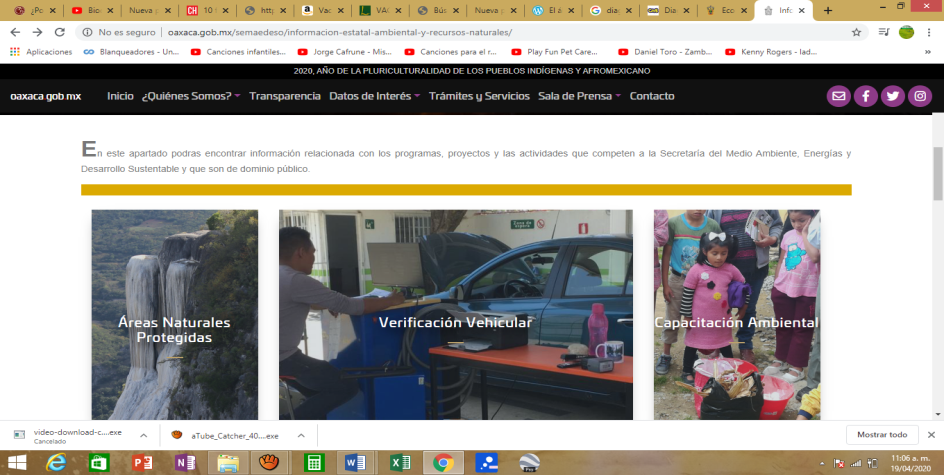 ¿Po
Bio
Nueva p
10
http
Vac
VAC
Bús
Nueva p
El á
dia
Dia
Eco
Info
No es seguro | oaxaca.gob.mx/semaedeso/informacion-estatal-ambiental-y-recursos-naturales/
Aplicaciones Blanqueadores - Un... Canciones infantiles... Jorge Cafrune - Mis... Canciones para el r... Play Fun Pet Care... Daniel Toro - Zamb... Kenny Rogers - lad...
2020, AÑO DE LA PLURICULTURALIDAD DE LOS PUEBLOS INDÍGENAS Y AFROMEXICANO
oaxaca gob mx Inicio ¿Quiénes Somos? Transparencia Datos de Interés Trámites y Servicios Sala de Prensa Contacto
En este apartado podras encontrar información relacionada con los programas, proyectos y las actividades que competen a la Secretaría del Medio Ambiente, Energías y
Desarrollo Sustentable y que son de dominio público.
Áreas Naturales
Protegidas
Verificación Vehicular
Capacitación Ambiental
video-download-c....exe
Cancelado
aTube_Catcher_40....exe
Mostrar todo
11:06 a. m.
19/04/2020